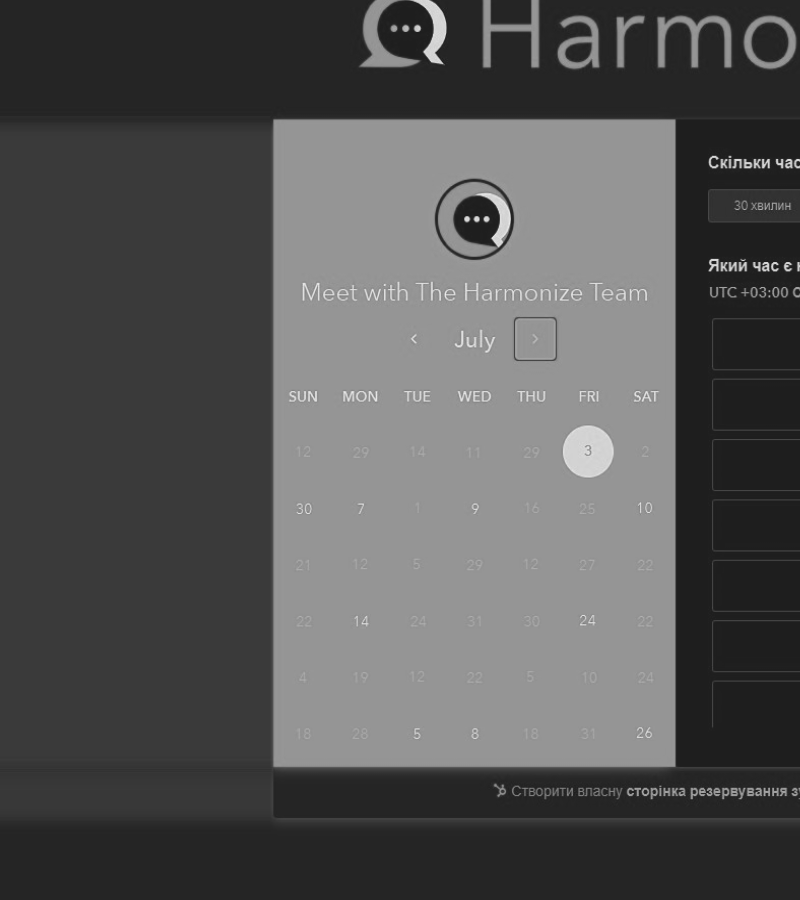 Harmo
Meet with The Harmonize Team
July
SUN MON TUE WED THU FRI SAT
12 29 14 11 29 3 2
30 7 1 9 16 25 10
21 12 5 29 12 27 22
22 14 24 31 30 24 22
4 19 12 22 5 10 24
18 28 5 8 18 31 26
Скільки час
30 хвилин
Який час є
UTC +03:00
Створити власну сторінка резервування